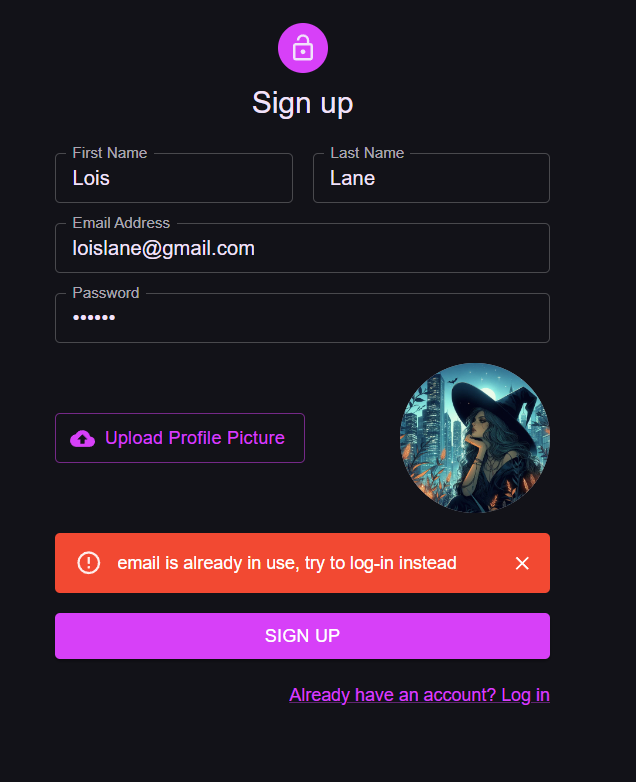 Sign up
First Name
Lois
Last Name
Lane
Email Address
loislane@gmail.com
Password
••••••
Upload Profile Picture
email is already in use, try to log-in instead
SIGN UP
Already have an account? Log in